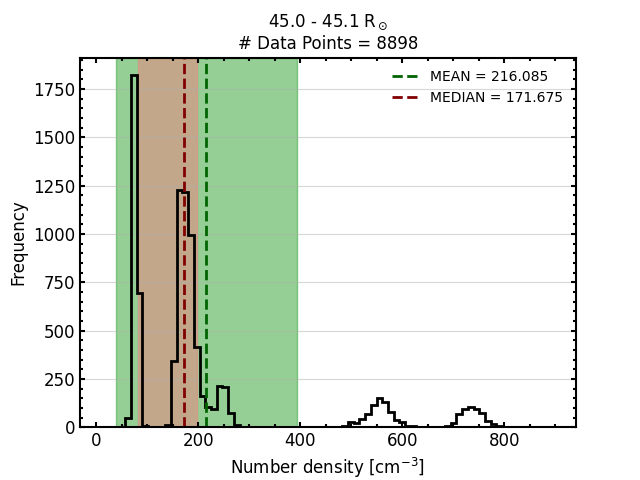 45.0 - 45.1 R⊙
# Data Points = 8898
MEAN = 216.085
MEDIAN = 171.675
Frequency
1750
1500
1250
1000
750
500
250
0
0 200 400 600 800
Number density [cm⁻³]